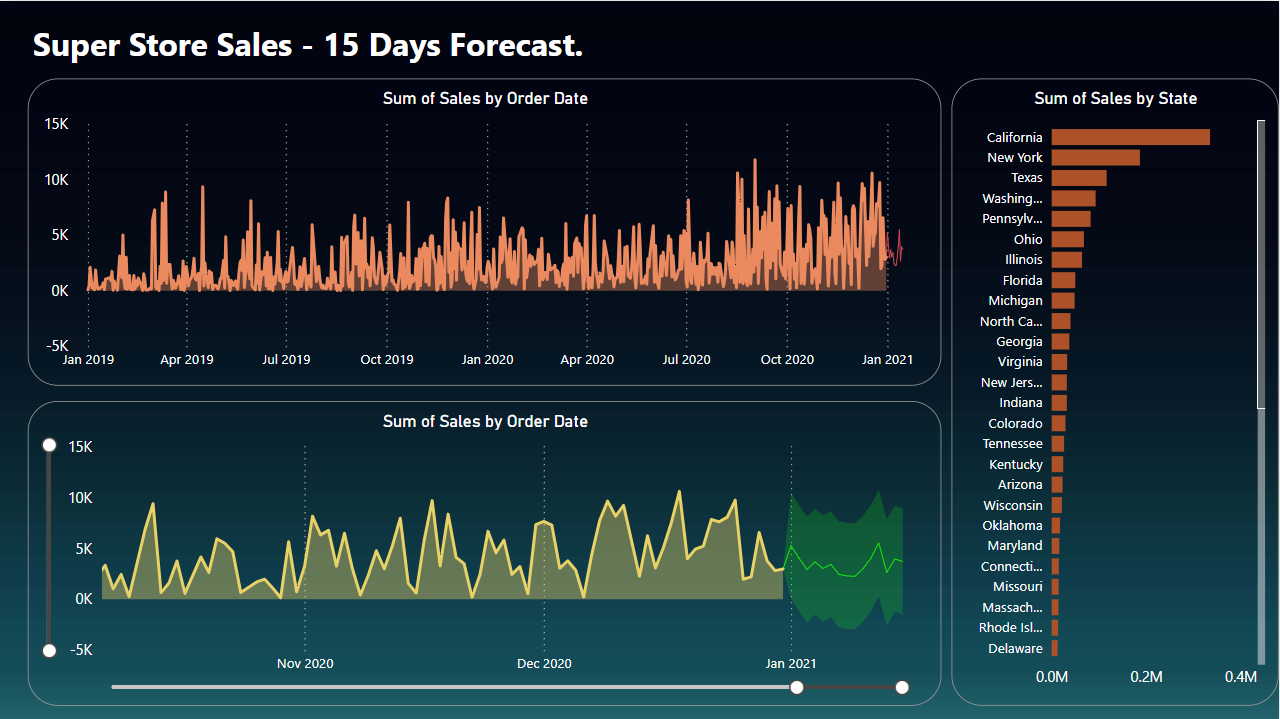 Super Store Sales - 15 Days Forecast.
Sum of Sales by Order Date
15K
10K
5K
0K
-5K
Jan 2019 Apr 2019 Jul 2019 Oct 2019 Jan 2020 Apr 2020 Jul 2020 Oct 2020 Jan 2021
Sum of Sales by Order Date
15K
10K
5K
0K
-5K
Nov 2020 Dec 2020 Jan 2021
Sum of Sales by State
California
New York
Texas
Washing...
Pennsylv...
Ohio
Illinois
Florida
Michigan
North Ca...
Georgia
Virginia
New Jers...
Indiana
Colorado
Tennessee
Kentucky
Arizona
Wisconsin
Oklahoma
Maryland
Connecti...
Missouri
Massach...
Rhode Isl...
Delaware
0.0M 0.2M 0.4M